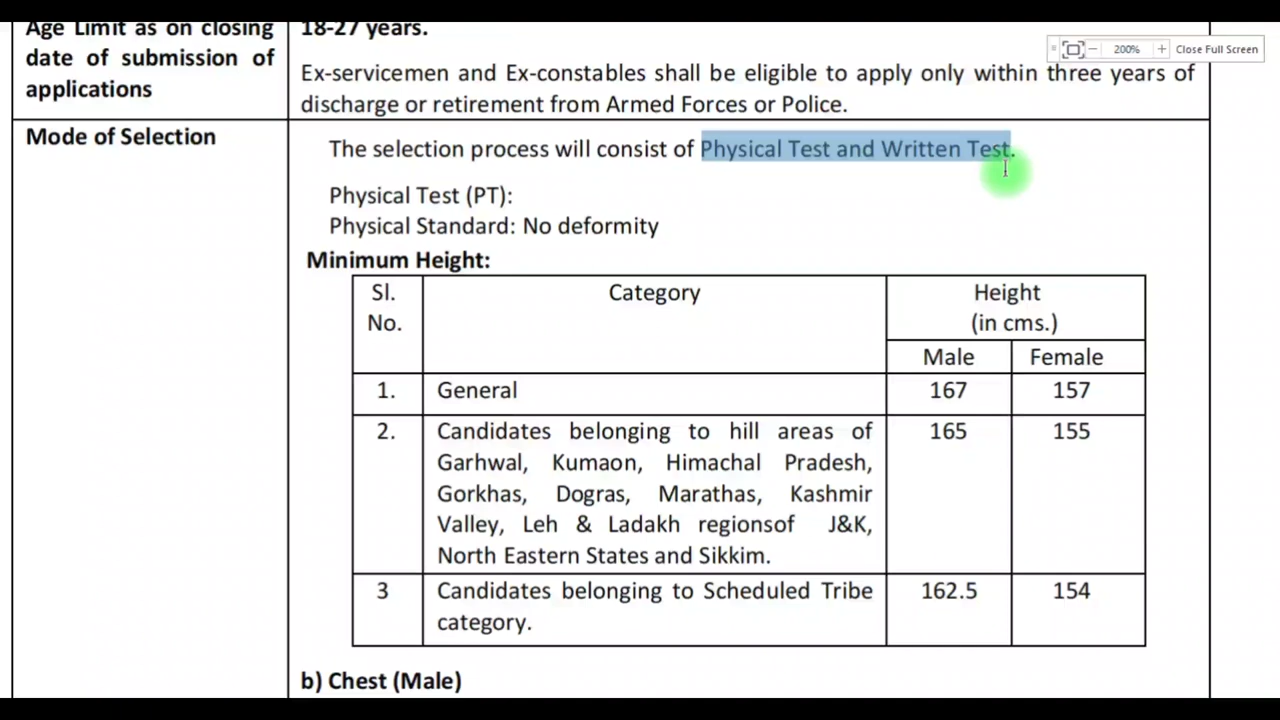 Age Limit as on closing
date of submission of
applications
18-27 years.
200%
Close Full Screen
Ex-servicemen and Ex-constables shall be eligible to apply only within three years of
discharge or retirement from Armed Forces or Police.
Mode of Selection
The selection process will consist of Physical Test and Written Test.
Physical Test (PT):
Physical Standard: No deformity
Minimum Height:
Sl.
No.
Category
Height
(in cms.)
Male
Female
1.
General
167
157
2.
Candidates belonging to hill areas of
Garhwal, Kumaon, Himachal Pradesh,
Gorkhas, Dogras, Marathas, Kashmir
Valley, Leh & Ladakh regionsof J&K,
North Eastern States and Sikkim.
165
155
3
Candidates belonging to Scheduled Tribe
category.
162.5
154
b) Chest (Male)